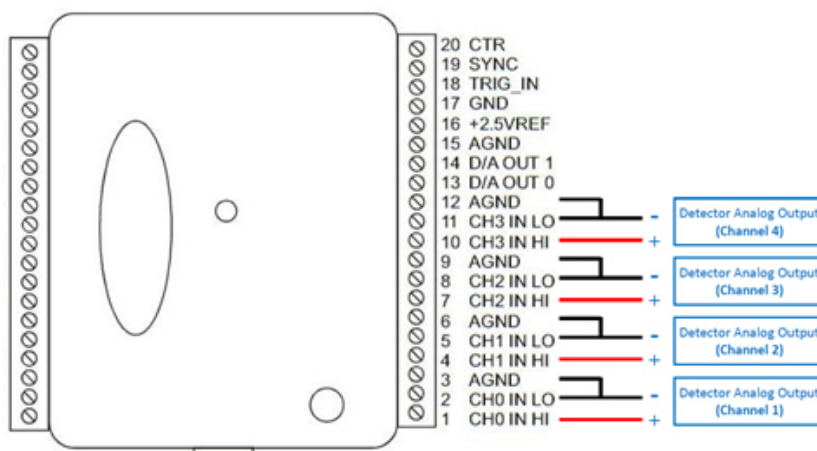 20 CTR
19 SYNC
18 TRIG_IN
17 GND
16 +2.5VREF
15 AGND
14 D/A OUT 1
13 D/A OUT 0
12 AGND
11 CH3 IN LO -
10 CH3 IN HI +
Detector Analog Output
(Channel 4)
9 AGND
8 CH2 IN LO -
7 CH2 IN HI +
Detector Analog Output
(Channel 3)
6 AGND
5 CH1 IN LO -
4 CH1 IN HI +
Detector Analog Output
(Channel 2)
3 AGND
2 CH0 IN LO -
1 CH0 IN HI +
Detector Analog Output
(Channel 1)